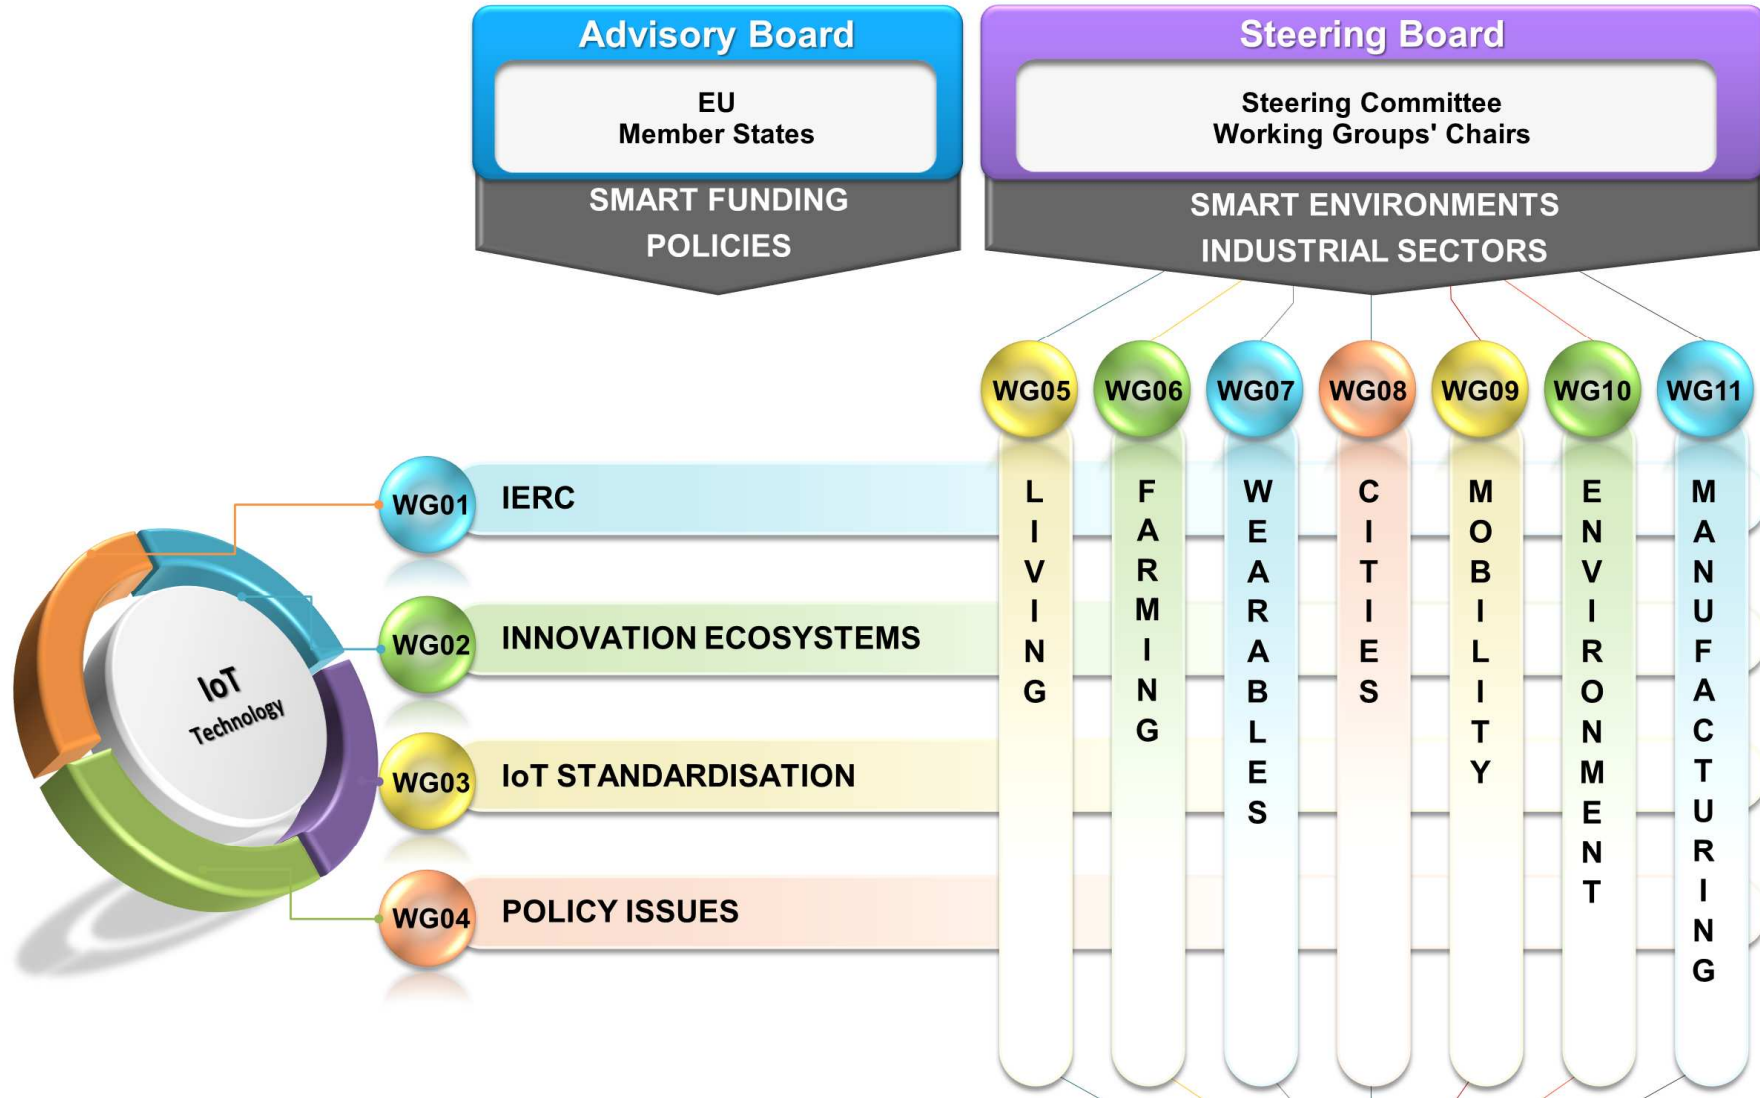 Advisory Board
EU
Member States
SMART FUNDING
POLICIES
Steering Board
Steering Committee
Working Groups' Chairs
SMART ENVIRONMENTS
INDUSTRIAL SECTORS
WG05
WG06
WG07
WG08
WG09
WG10
WG11
LIVING
FARMING
WEARABLES
CITIES
MOBILITY
ENVIRONMENT
MANUFACTURING
WG01
IERC
WG02
INNOVATION ECOSYSTEMS
WG03
IoT STANDARDISATION
WG04
POLICY ISSUES
IoT
Technology